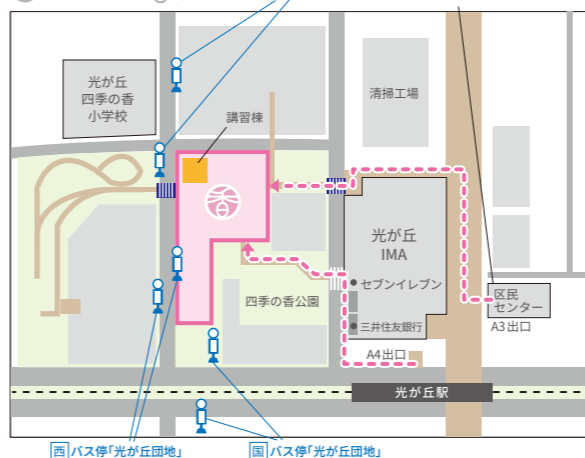 光が丘
四季の香
小学校
清掃工場
講習棟
香
光が丘
IMA
セブンイレブン
四季の香公園
三井住友銀行
区民
センター
A3出口
A4出口
光が丘駅
西 バス停「光が丘団地」
国 バス停「光が丘団地」